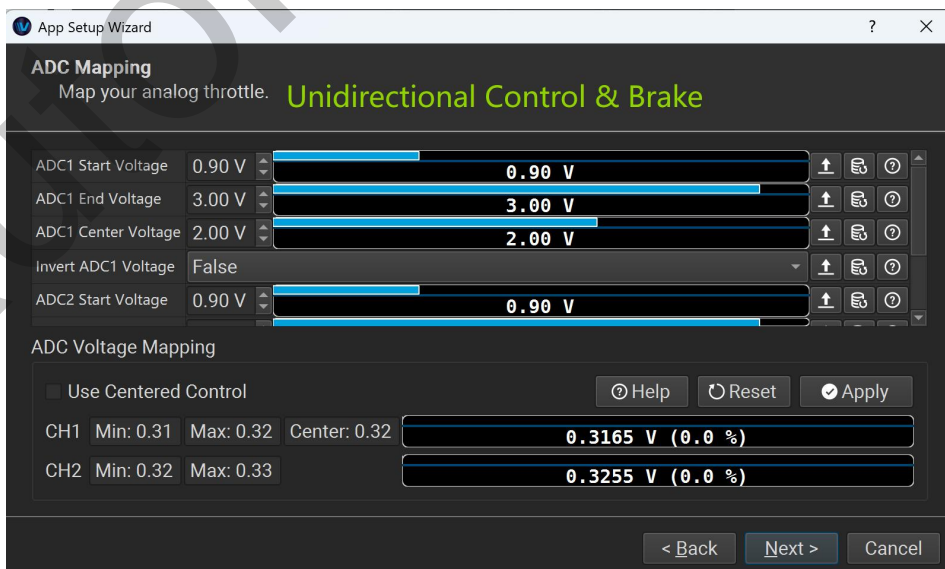 App Setup Wizard ? ×
ADC Mapping
Map your analog throttle. Unidirectional Control & Brake
ADC1 Start Voltage 0.90 V 0.90 V
ADC1 End Voltage 3.00 V 3.00 V
ADC1 Center Voltage 2.00 V 2.00 V
Invert ADC1 Voltage False
ADC2 Start Voltage 0.90 V 0.90 V
ADC Voltage Mapping
Use Centered Control Help Reset Apply
CH1 Min: 0.31 Max: 0.32 Center: 0.32 0.3165 V (0.0 %)
CH2 Min: 0.32 Max: 0.33 0.3255 V (0.0 %)
< Back Next > Cancel